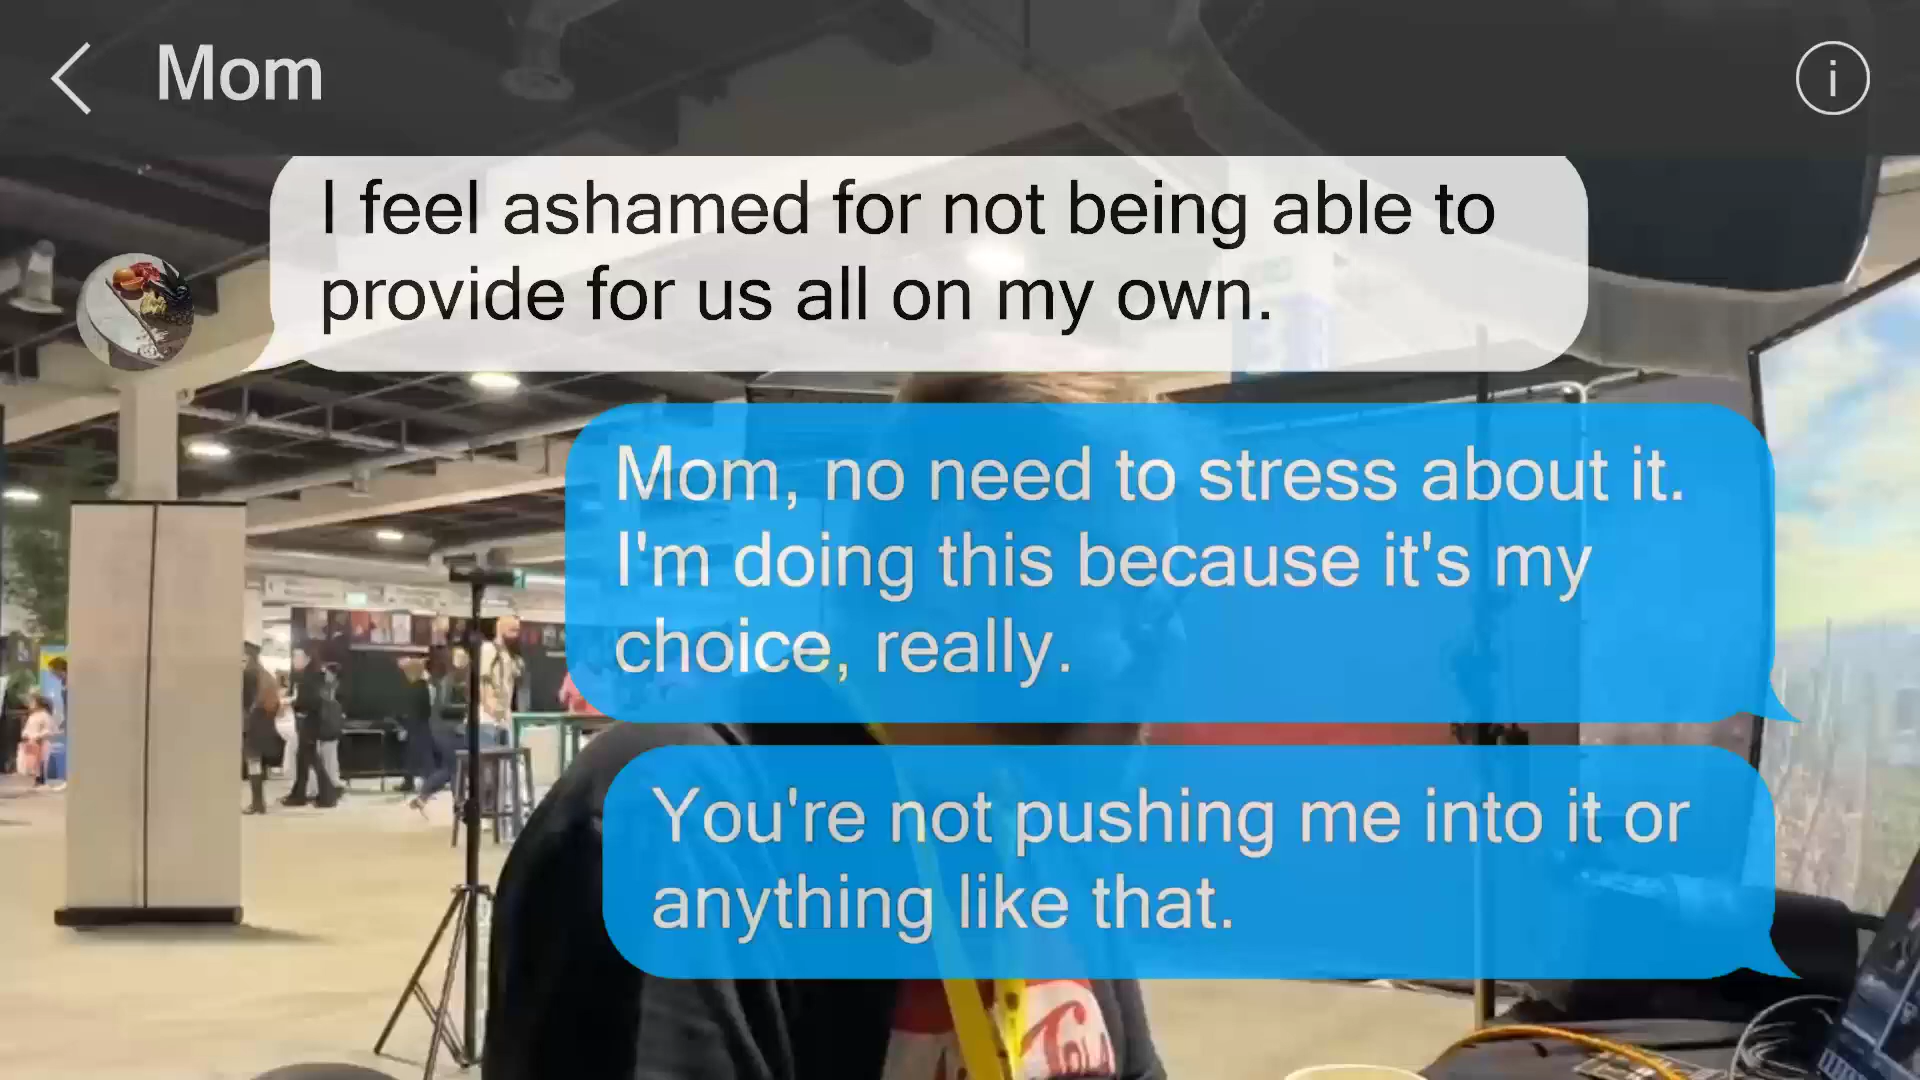 Mom
I feel ashamed for not being able to
provide for us all on my own.
Mom, no need to stress about it.
I'm doing this because it's my
choice, really.
You're not pushing me into it or
anything like that.